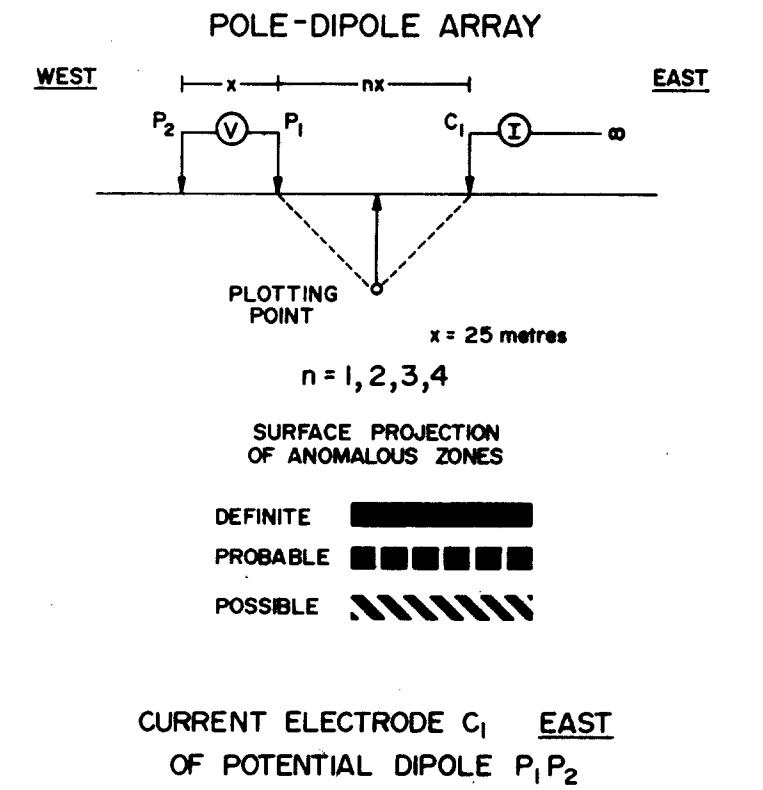 POLE-DIPOLE ARRAY
WEST
EAST
x
nx
P2
V
P1
C1
I
∞
PLOTTING
POINT
x = 25 metres
n = 1,2,3,4
SURFACE PROJECTION
OF ANOMALOUS ZONES
DEFINITE
PROBABLE
POSSIBLE
CURRENT ELECTRODE C1 EAST
OF POTENTIAL DIPOLE P1P2